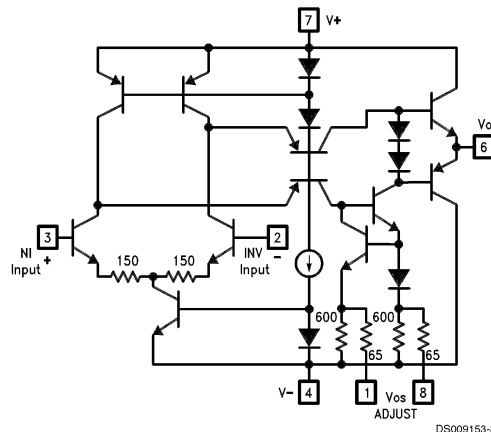 7 V+
Vo
6
3
NI
Input +
150 150
2
INV
Input -
600 600
65 65
V- 4
1 Vos 8
ADJUST
DS009153-